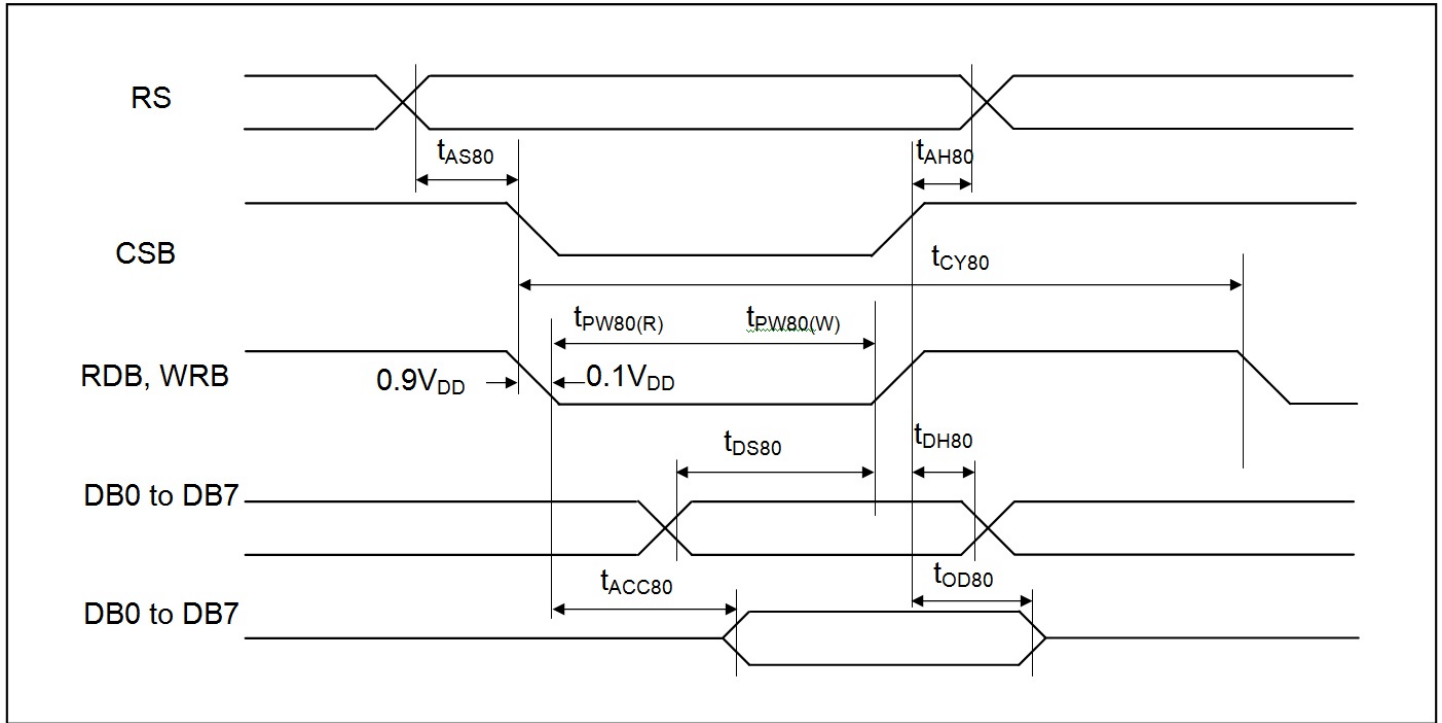 RS
tAS80
tAH80
CSB
tCY80
tPW80(R)
tPW80(W)
RDB, WRB
0.9VDD
0.1VDD
tDS80
tDH80
DB0 to DB7
tACC80
tOD80
DB0 to DB7